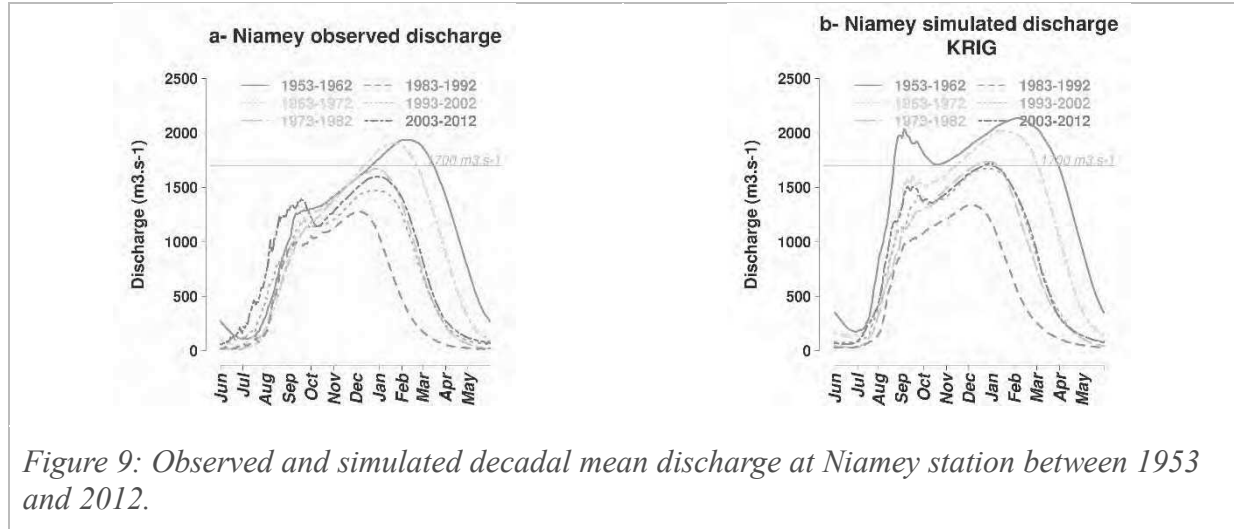 a- Niamey observed discharge
2500
2000
1500
1000
500
0
Discharge (m3.s-1)
1953-1962
1963-1972
1973-1982
1983-1992
1993-2002
2003-2012
1700 m3.s-1
Jun
Jul
Aug
Sep
Oct
Nov
Dec
Jan
Feb
Mar
Apr
May
b- Niamey simulated discharge
KRIG
2500
2000
1500
1000
500
0
Discharge (m3.s-1)
1953-1962
1963-1972
1973-1982
1983-1992
1993-2002
2003-2012
1700 m3.s-1
Jun
Jul
Aug
Sep
Oct
Nov
Dec
Jan
Feb
Mar
Apr
May
Figure 9: Observed and simulated decadal mean discharge at Niamey station between 1953
and 2012.